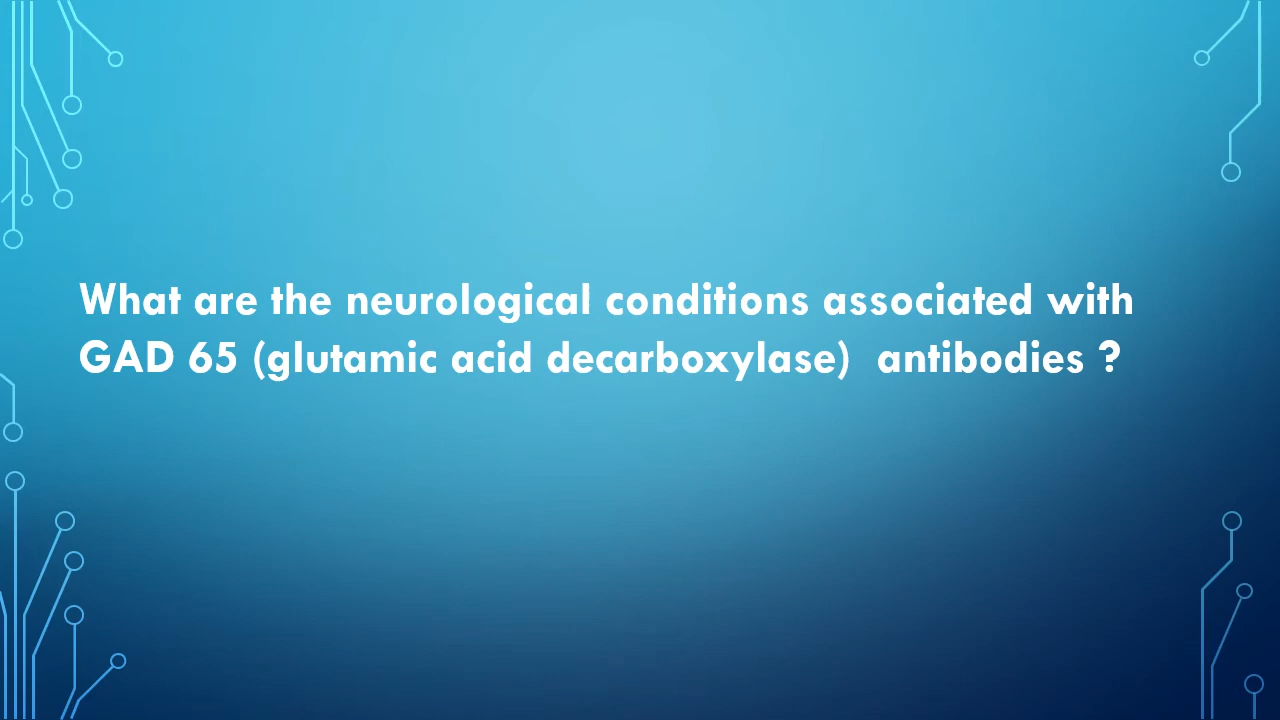 What are the neurological conditions associated with
GAD 65 (glutamic acid decarboxylase)  antibodies ?